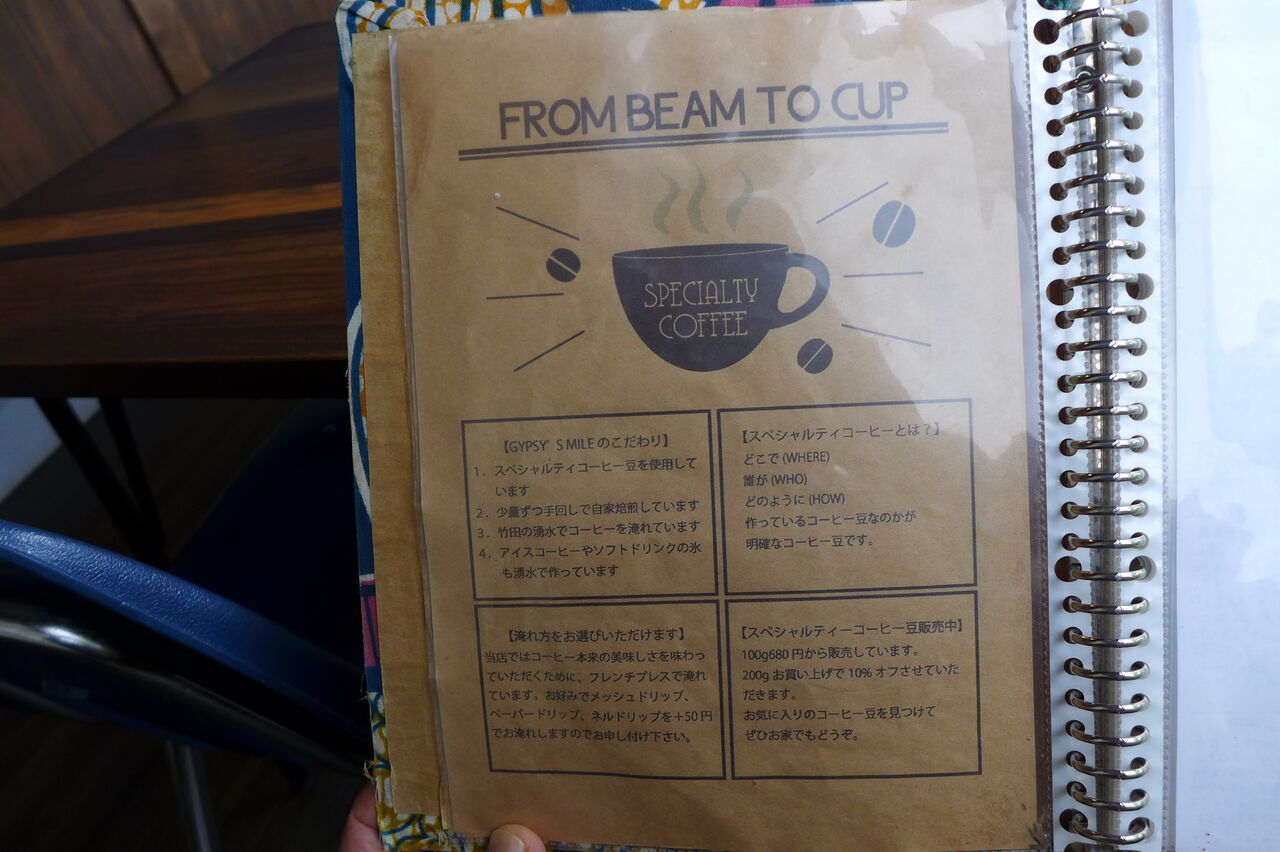 FROM BEAM TO CUP
SPECIALTY
COFFEE
【GYPSY' S MILE のこだわり】
1. スペシャルティコーヒー豆を使用して
います
2. 少量ずつ手回しで自家焙煎しています
3. 竹田の湧水でコーヒーを淹れています
4. アイスコーヒーやソフトドリンクの氷
も湧水で作っています
【スペシャルティコーヒーとは？】
どこで (WHERE)
誰が (WHO)
どのように (HOW)
作っているコーヒー豆なのかが
明確なコーヒー豆です。
【淹れ方をお選びいただけます】
当店ではコーヒー本来の美味しさを味わっ
ていただくために、フレンチプレスで淹れ
ています。お好みでメッシュドリップ、
ペーパードリップ、ネルドリップを＋50 円
でお淹れしますのでお申し付け下さい。
【スペシャルティーコーヒー豆販売中】
100g680 円から販売しています。
200g お買い上げで 10% オフさせていた
だきます。
お気に入りのコーヒー豆を見つけて
ぜひお家でもどうぞ。